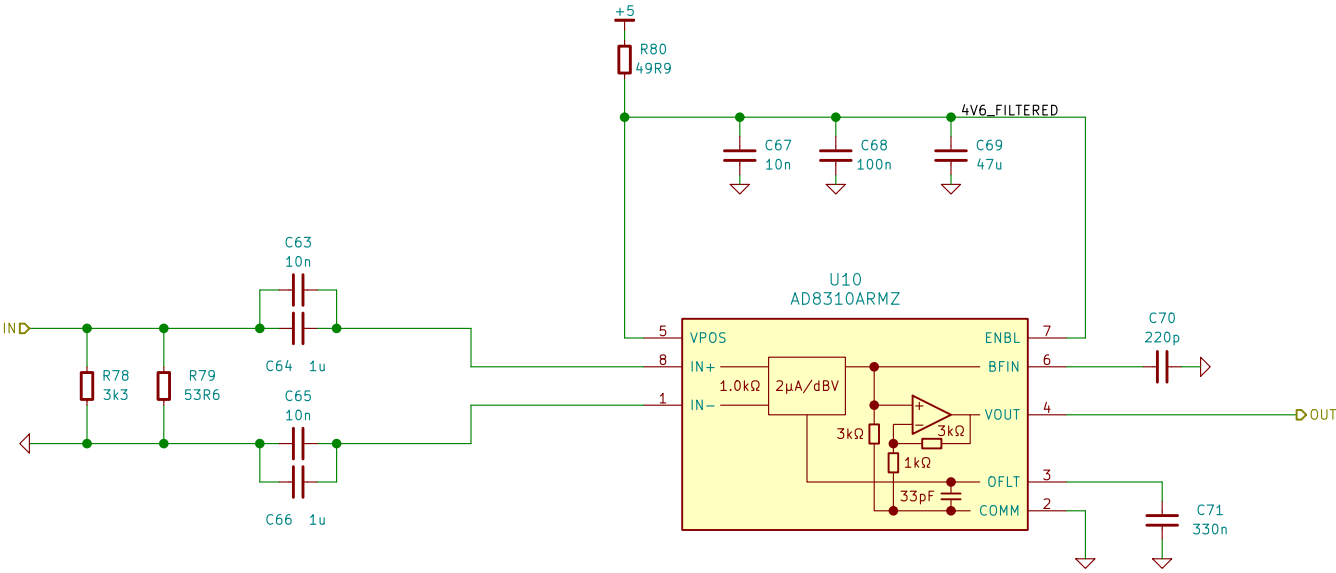 +5
R80
49R9
4V6_FILTERED
C67
10n
C68
100n
C69
47u
C63
10n
IN
C64 1u
R78
3k3
R79
53R6
C65
10n
C66 1u
U10
AD8310ARMZ
5 VPOS
ENBL 7
8 IN+
1.0kΩ
2µA/dBV
BFIN 6
1 IN-
+
-
VOUT 4
3kΩ
3kΩ
1kΩ
OFLT 3
33pF
COMM 2
C70
220p
OUT
C71
330n